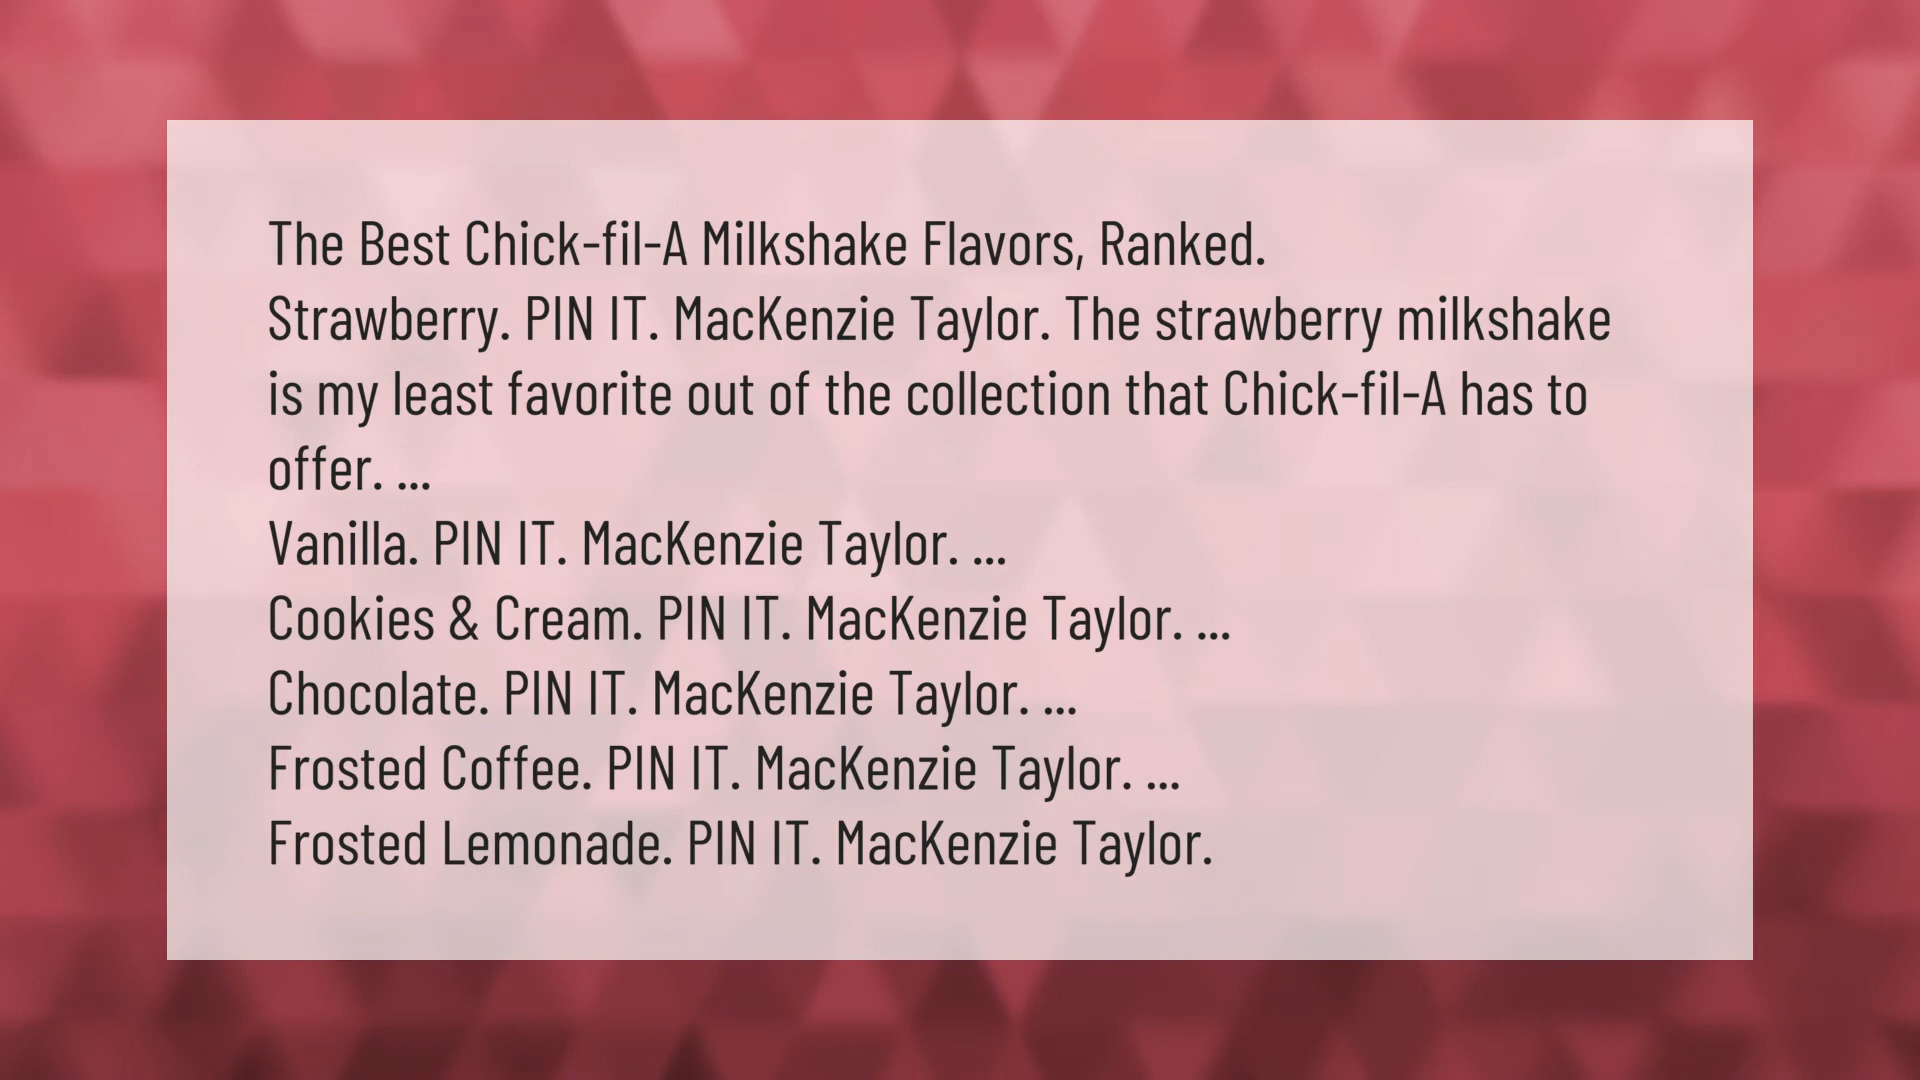 The Best Chick-fil-A Milkshake Flavors, Ranked.
Strawberry. PIN IT. MacKenzie Taylor. The strawberry milkshake
is my least favorite out of the collection that Chick-fil-A has to
offer. ...
Vanilla. PIN IT. MacKenzie Taylor. ...
Cookies & Cream. PIN IT. MacKenzie Taylor. ...
Chocolate. PIN IT. MacKenzie Taylor. ...
Frosted Coffee. PIN IT. MacKenzie Taylor. ...
Frosted Lemonade. PIN IT. MacKenzie Taylor.